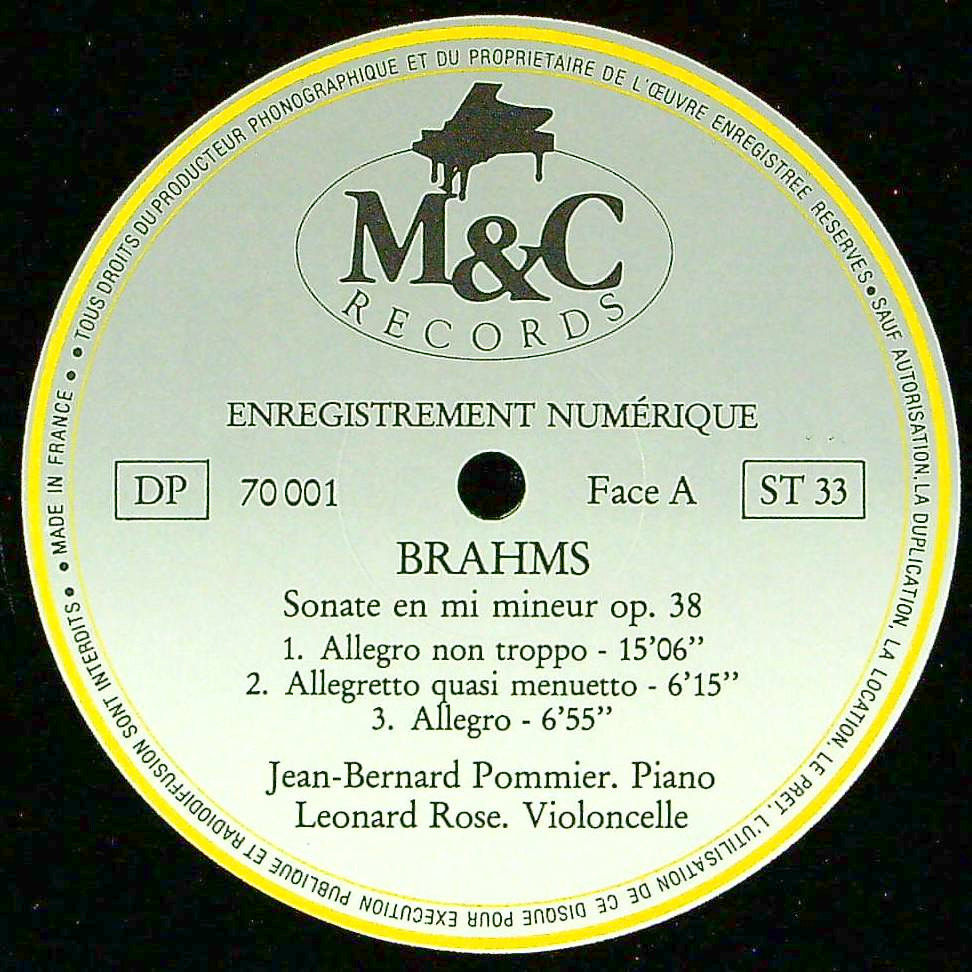 ● MADE IN FRANCE ● ● TOUS DROITS DU PRODUCTEUR PHONOGRAPHIQUE ET DU PROPRIETAIRE DE L'ŒUVRE ENREGISTREE RESERVES ● SAUF AUTORISATION. LA DUPLICATION, LA LOCATION, LE PRET, L'UTILISATION DE CE DISQUE POUR EXECUTION PUBLIQUE ET RADIODIFFUSION SONT INTERDITS ●
M&C
RECORDS
ENREGISTREMENT NUMÉRIQUE
DP 70 001 Face A ST 33
BRAHMS
Sonate en mi mineur op. 38
1. Allegro non troppo - 15'06''
2. Allegretto quasi menuetto - 6'15''
3. Allegro - 6'55''
Jean-Bernard Pommier. Piano
Leonard Rose. Violoncelle